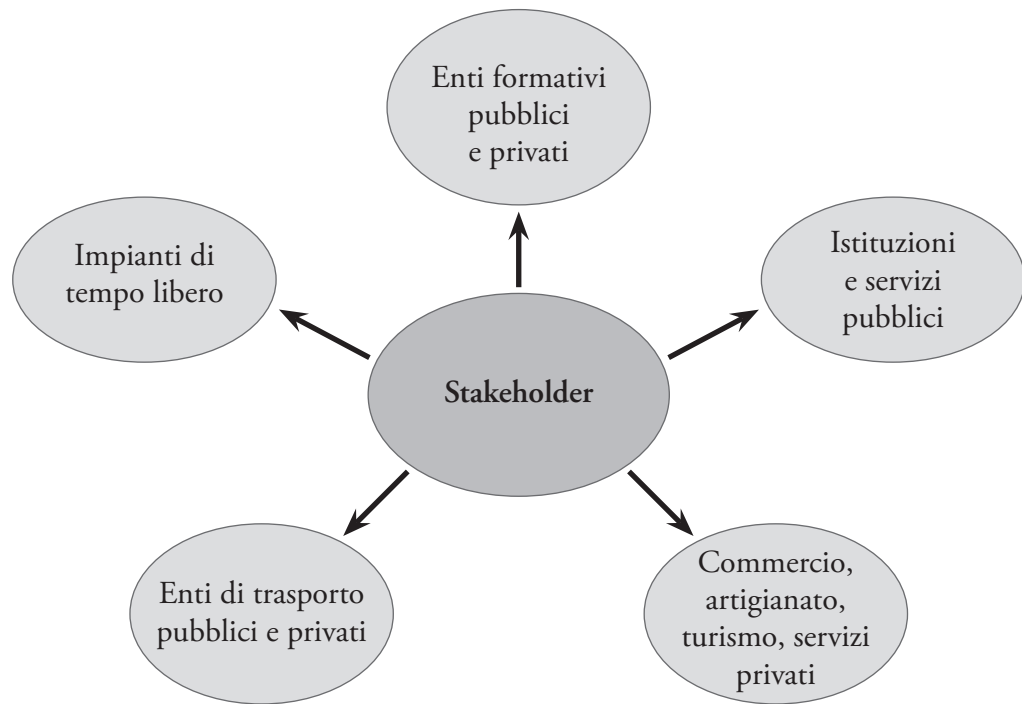 Enti formativi
pubblici
e privati
Impianti di
tempo libero
Istituzioni
e servizi
pubblici
Stakeholder
Enti di trasporto
pubblici e privati
Commercio,
artigianato,
turismo, servizi
privati